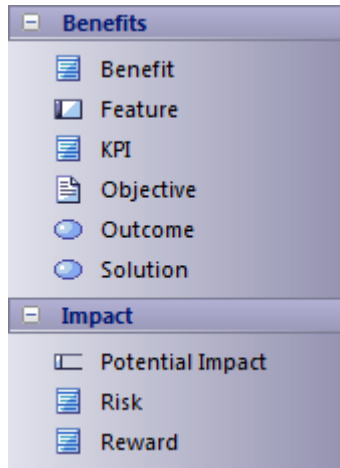 Benefits
Benefit
Feature
KPI
Objective
Outcome
Solution
Impact
Potential Impact
Risk
Reward